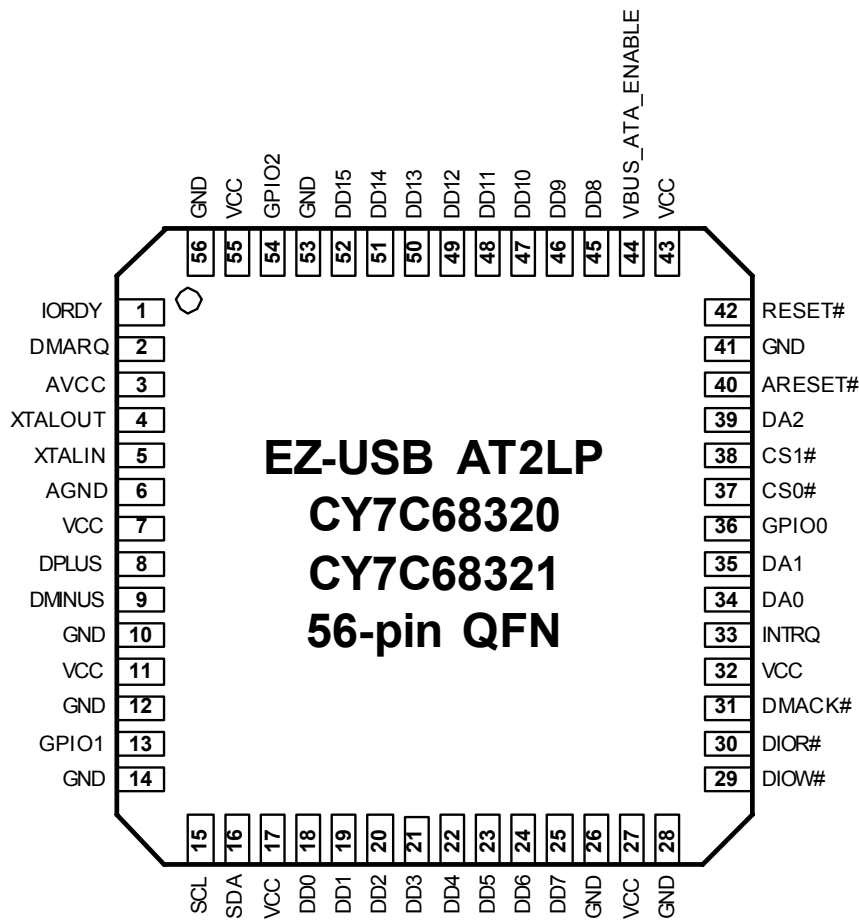 GND VCC GPIO2 GND DD15 DD14 DD13 DD12 DD11 DD10 DD9 DD8 VBUS_ATA_ENABLE VCC
56 55 54 53 52 51 50 49 48 47 46 45 44 43
IORDY 1
DMARQ 2
AVCC 3
XTALOUT 4
XTALIN 5
AGND 6
VCC 7
DPLUS 8
DMINUS 9
GND 10
VCC 11
GND 12
GPIO1 13
GND 14
EZ-USB AT2LP
CY7C68320
CY7C68321
56-pin QFN
42 RESET#
41 GND
40 ARESET#
39 DA2
38 CS1#
37 CS0#
36 GPIO0
35 DA1
34 DA0
33 INTRQ
32 VCC
31 DMACK#
30 DIOR#
29 DIOW#
15 16 17 18 19 20 21 22 23 24 25 26 27 28
SCL SDA VCC DD0 DD1 DD2 DD3 DD4 DD5 DD6 DD7 GND VCC GND